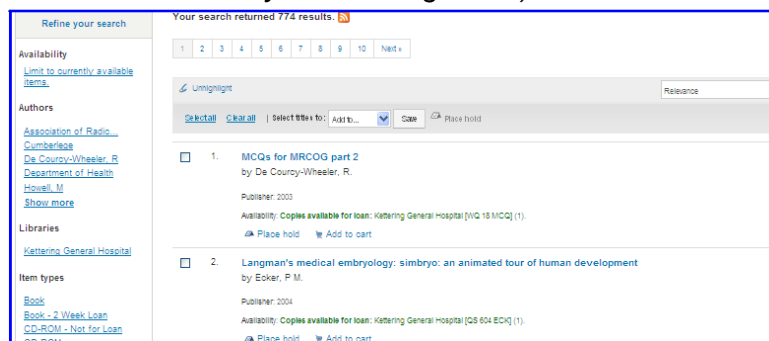 Refine your search
Availability
Limit to currently available
items.
Authors
Association of Radio...
Cumberlege
De Courcy-Wheeler, R
Department of Health
Howell, M
Show more
Libraries
Kettering General Hospital
Item types
Book
Book - 2 Week Loan
CD-ROM - Not for Loan
Your search returned 774 results.
1 2 3 4 5 6 7 8 9 10 Next »
Unhighlight
Relevance
Select all Clear all | Select titles to: Add to... Save Place hold
1. MCQs for MRCOG part 2
by De Courcy-Wheeler, R.
Publisher: 2003
Availability: Copies available for loan: Kettering General Hospital [WQ 18 MCQ] (1).
Place hold Add to cart
2. Langman's medical embryology: simbryo: an animated tour of human development
by Ecker, P M.
Publisher: 2004
Availability: Copies available for loan: Kettering General Hospital [QS 604 ECK] (1).
Place hold Add to cart